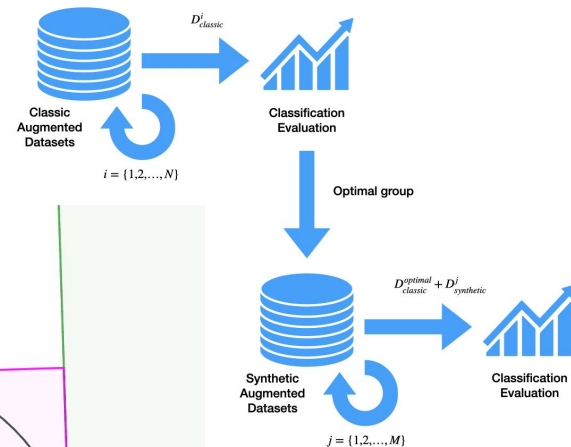 D^i_classic
Classic
Augmented
Datasets
Classification
Evaluation
i = {1,2,…,N}
Optimal group
D^optimal_classic + D^j_synthetic
Synthetic
Augmented
Datasets
Classification
Evaluation
j = {1,2,…,M}